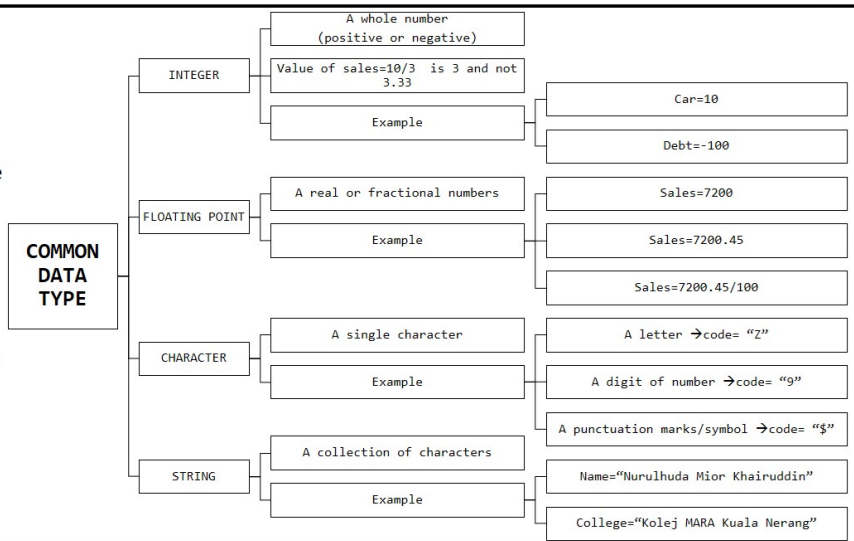 COMMON
DATA
TYPE
INTEGER
A whole number
(positive or negative)
Value of sales=10/3 is 3 and not
3.33
Example
Car=10
Debt=-100
FLOATING POINT
A real or fractional numbers
Example
Sales=7200
Sales=7200.45
Sales=7200.45/100
CHARACTER
A single character
Example
A letter →code= “Z”
A digit of number →code= “9”
A punctuation marks/symbol →code= “$”
STRING
A collection of characters
Example
Name=“Nurulhuda Mior Khairuddin”
College=“Kolej MARA Kuala Nerang”